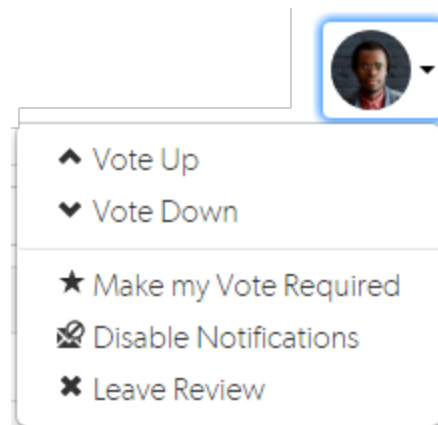 Vote Up
Vote Down
Make my Vote Required
Disable Notifications
Leave Review